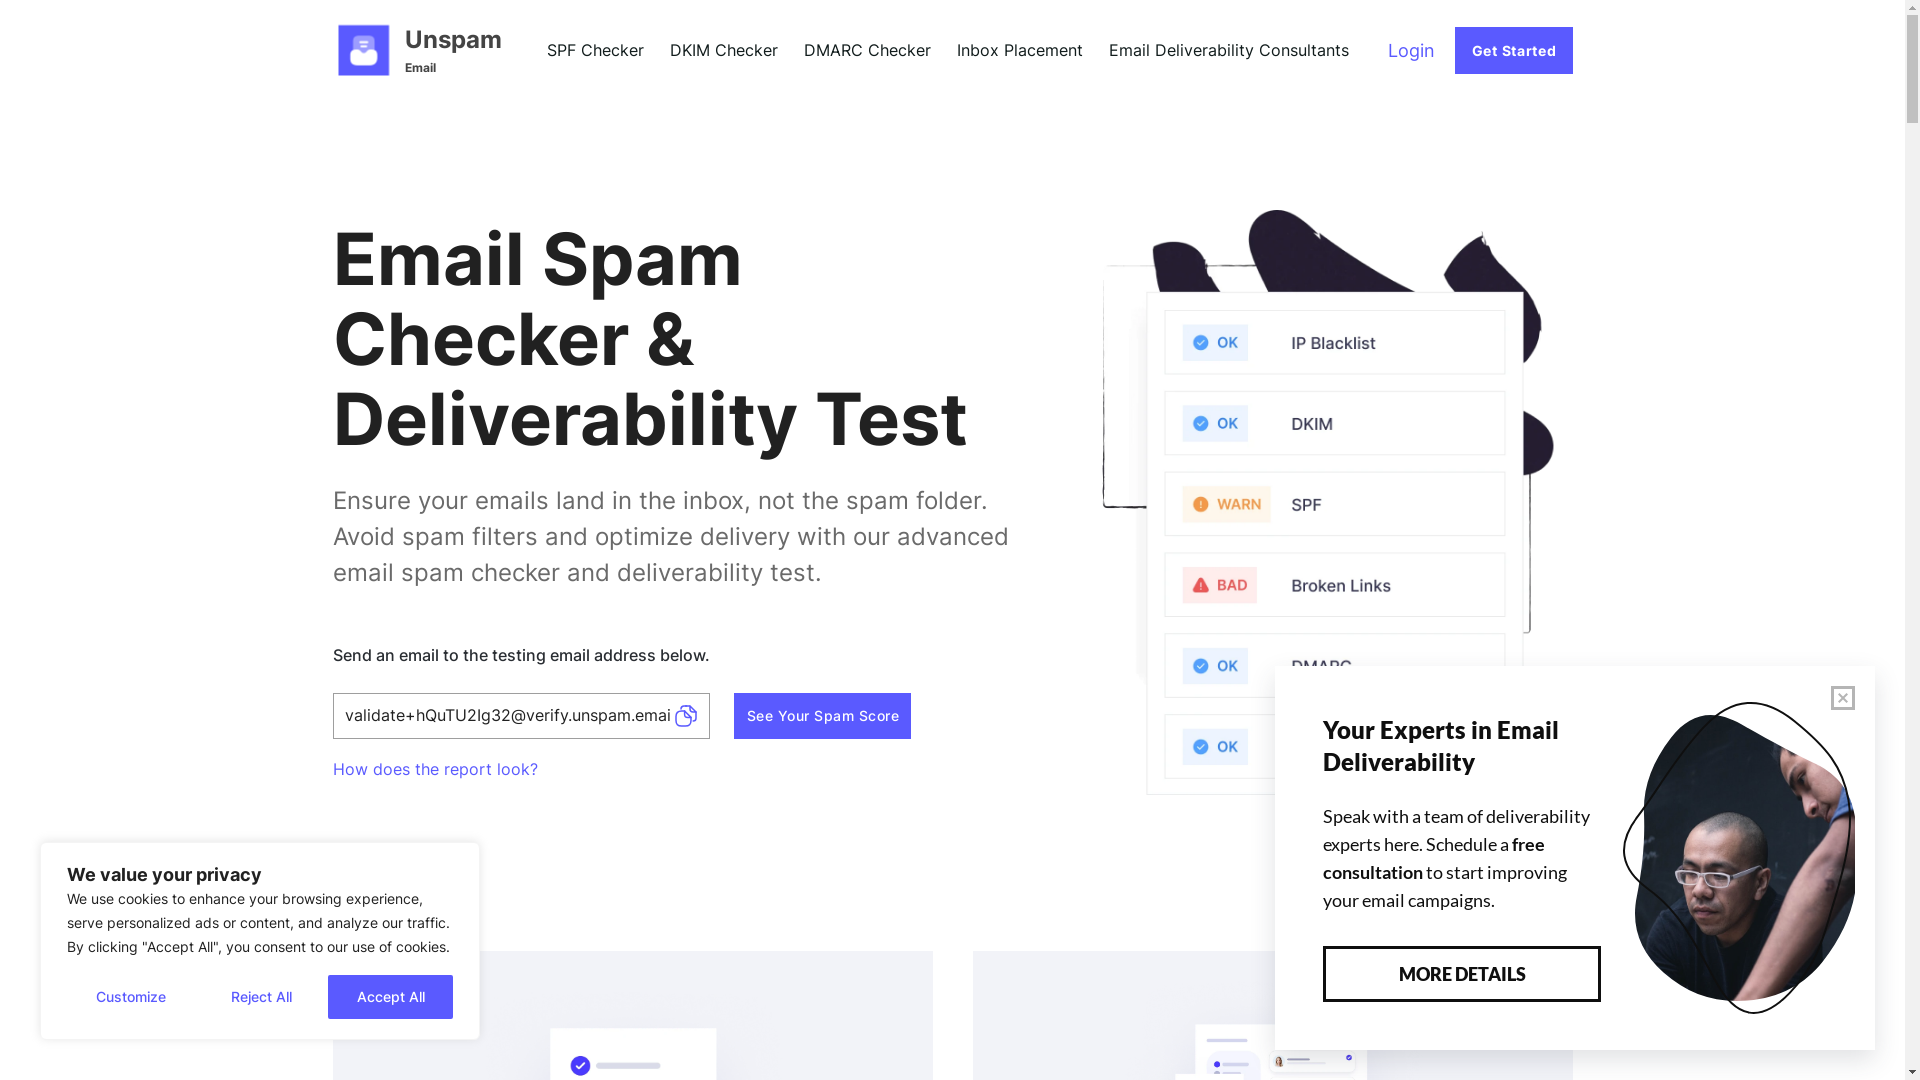 Unspam
Email
SPF Checker
DKIM Checker
DMARC Checker
Inbox Placement
Email Deliverability Consultants
Login
Get Started
Email Spam
Checker &
Deliverability Test
Ensure your emails land in the inbox, not the spam folder.
Avoid spam filters and optimize delivery with our advanced
email spam checker and deliverability test.
Send an email to the testing email address below.
validate+hQuTU2Ig32@verify.unspam.emai
See Your Spam Score
How does the report look?
OK IP Blacklist
OK DKIM
WARN SPF
BAD Broken Links
OK DMARC
OK
Your Experts in Email
Deliverability
Speak with a team of deliverability
experts here. Schedule a free
consultation to start improving
your email campaigns.
MORE DETAILS
We value your privacy
We use cookies to enhance your browsing experience,
serve personalized ads or content, and analyze our traffic.
By clicking "Accept All", you consent to our use of cookies.
Customize
Reject All
Accept All